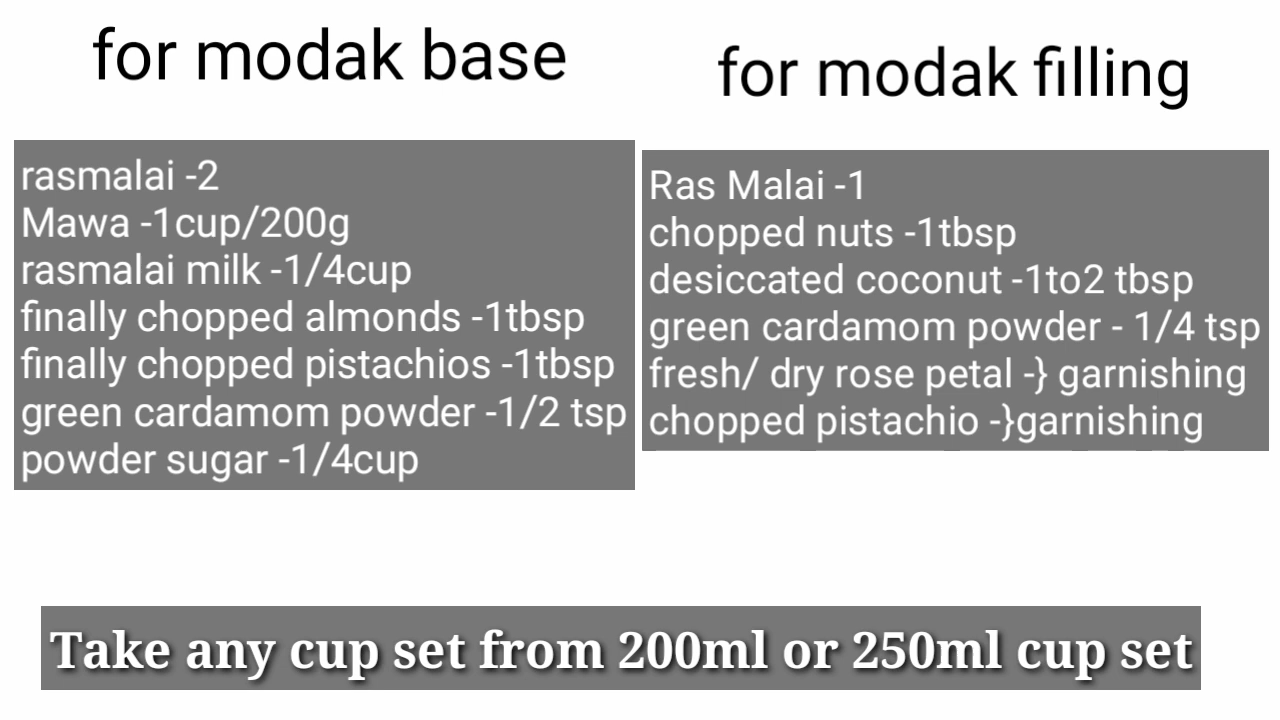 for modak base
rasmalai -2
Mawa -1cup/200g
rasmalai milk -1/4cup
finally chopped almonds -1tbsp
finally chopped pistachios -1tbsp
green cardamom powder -1/2 tsp
powder sugar -1/4cup
for modak filling
Ras Malai -1
chopped nuts -1tbsp
desiccated coconut -1to2 tbsp
green cardamom powder - 1/4 tsp
fresh/ dry rose petal -} garnishing
chopped pistachio -}garnishing
Take any cup set from 200ml or 250ml cup set